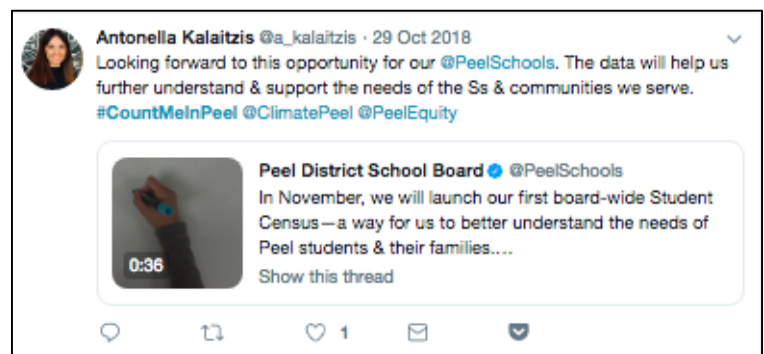 Antonella Kalaitzis @a_kalaitzis · 29 Oct 2018
Looking forward to this opportunity for our @PeelSchools. The data will help us
further understand & support the needs of the Ss & communities we serve.
#CountMeInPeel @ClimatePeel @PeelEquity
Peel District School Board @PeelSchools
In November, we will launch our first board-wide Student
Census—a way for us to better understand the needs of
Peel students & their families....
Show this thread
0:36
1